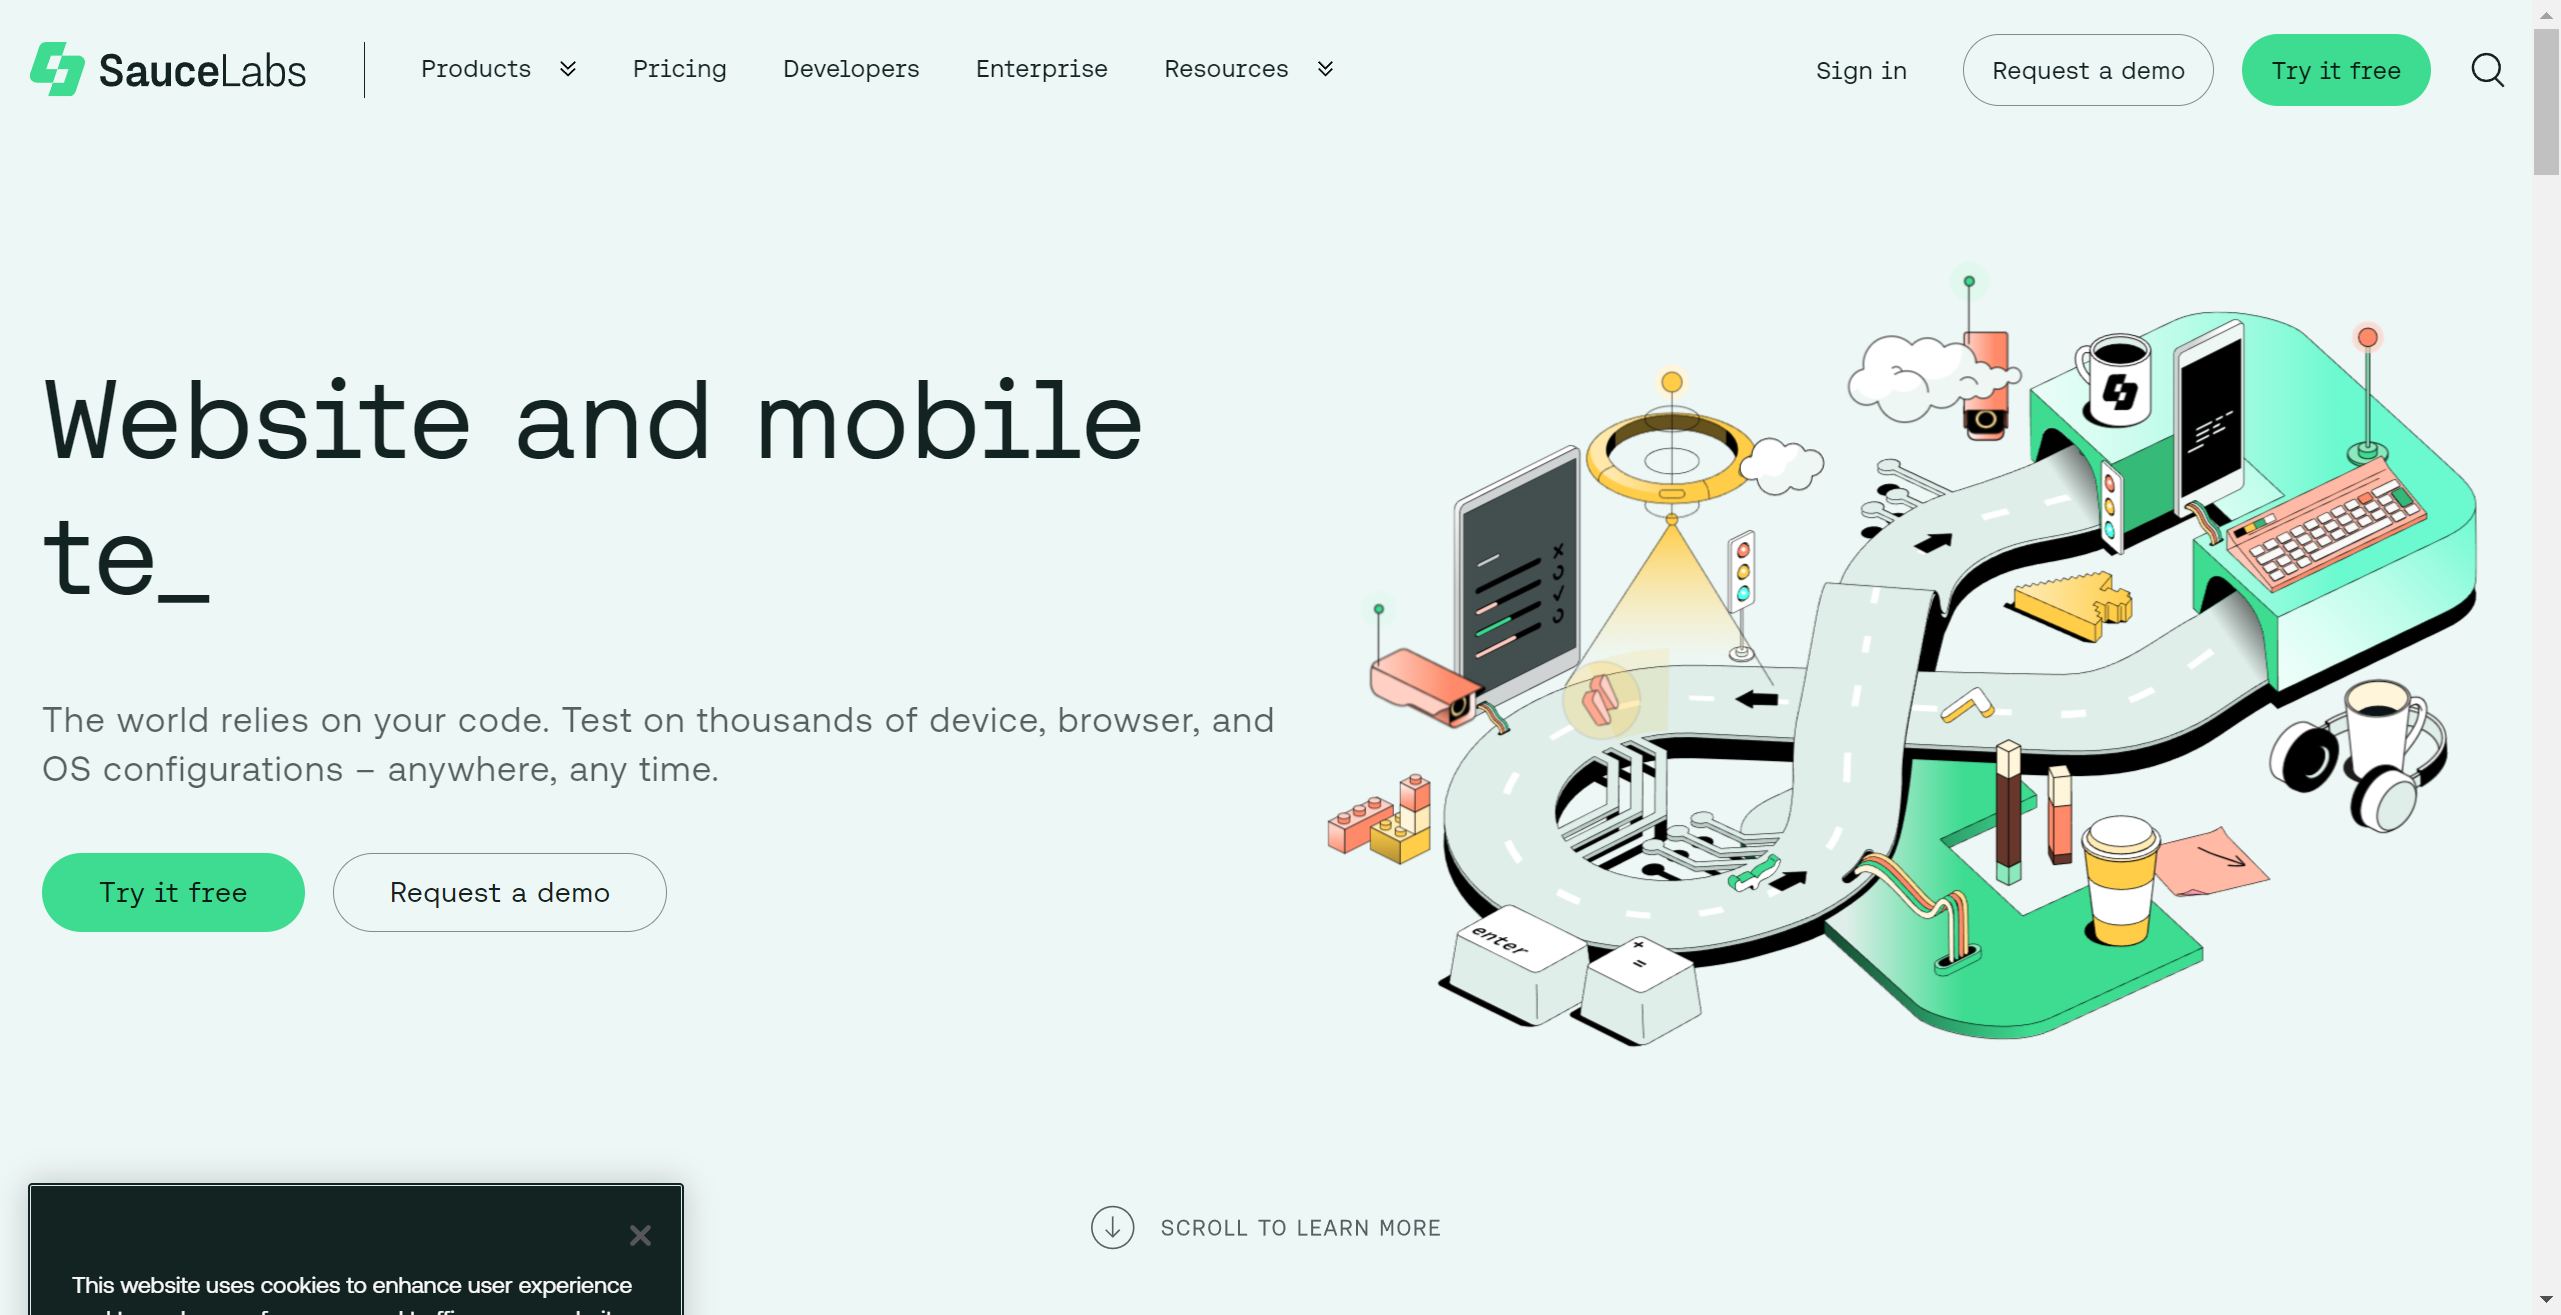 SauceLabs
Products
Pricing
Developers
Enterprise
Resources
Sign in
Request a demo
Try it free
Website and mobile
te_
The world relies on your code. Test on thousands of device, browser, and
OS configurations – anywhere, any time.
Try it free
Request a demo
enter
+
=
SCROLL TO LEARN MORE
This website uses cookies to enhance user experience